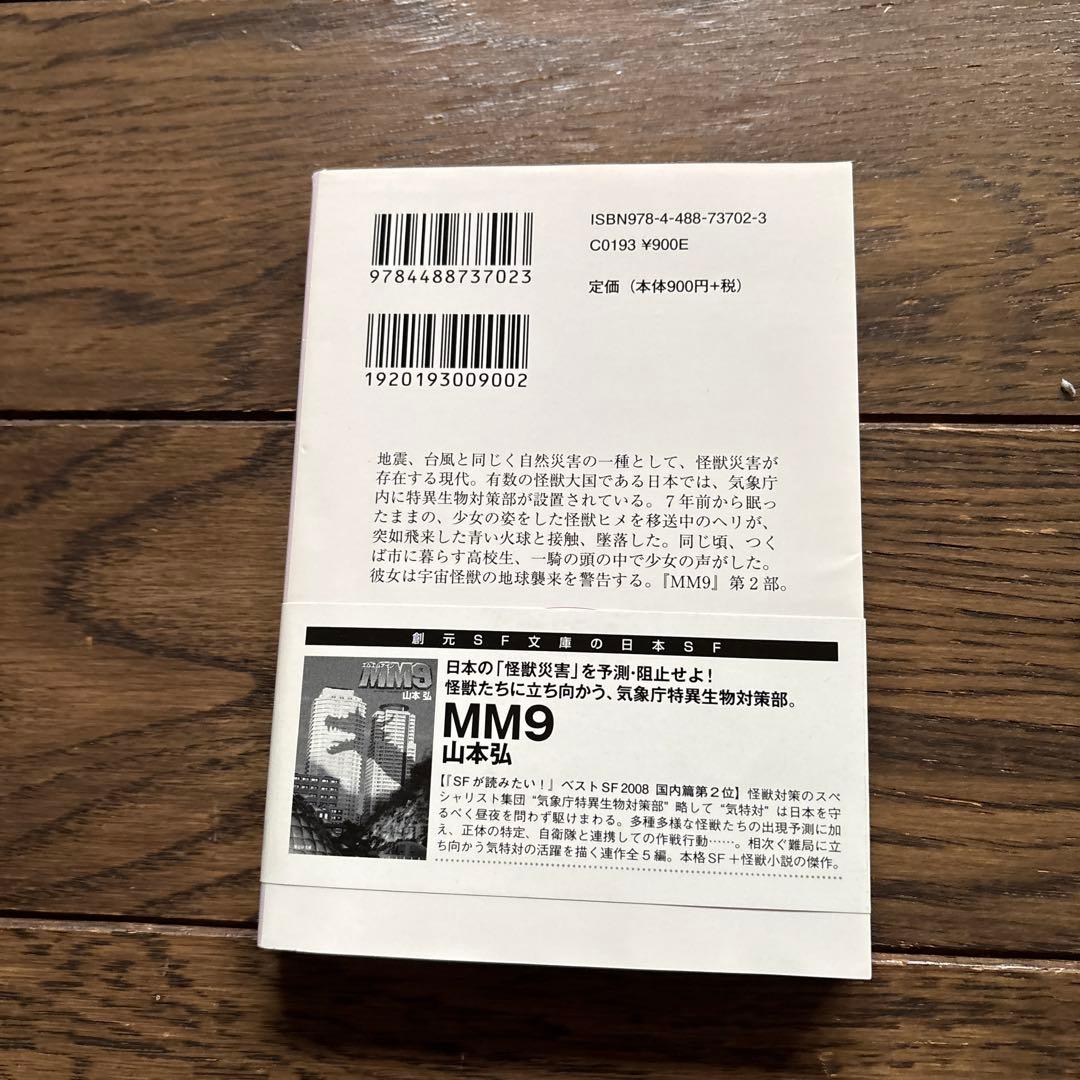 9784488737023
ISBN978-4-488-73702-3
C0193 ¥900E
定価（本体900円+税）
1920193009002
地震、台風と同じく自然災害の一種として、怪獣災害が
存在する現代。有数の怪獣大国である日本では、気象庁
内に特異生物対策部が設置されている。７年前から眠っ
たままの、少女の姿をした怪獣ヒメを移送中のヘリが、
突如飛来した青い火球と接触、墜落した。同じ頃、つく
ば市に暮らす高校生、一騎の頭の中で少女の声がした。
彼女は宇宙怪獣の地球襲来を警告する。『MM9』第２部。
創元SF文庫の日本SF
MM9
山本弘
日本の「怪獣災害」を予測・阻止せよ！
怪獣たちに立ち向かう、気象庁特異生物対策部。
MM9
山本弘
【『SFが読みたい！』ベストSF2008 国内篇第２位】怪獣対策のスペ
シャリスト集団“気象庁特異生物対策部”略して“気特対”は日本を守
るべく昼夜を問わず駆けまわる。多種多様な怪獣たちの出現予測に加
え、正体の特定、自衛隊と連携しての作戦行動……。相次ぐ難局に立
ち向かう気特対の活躍を描く連作全５編。本格SF＋怪獣小説の傑作。